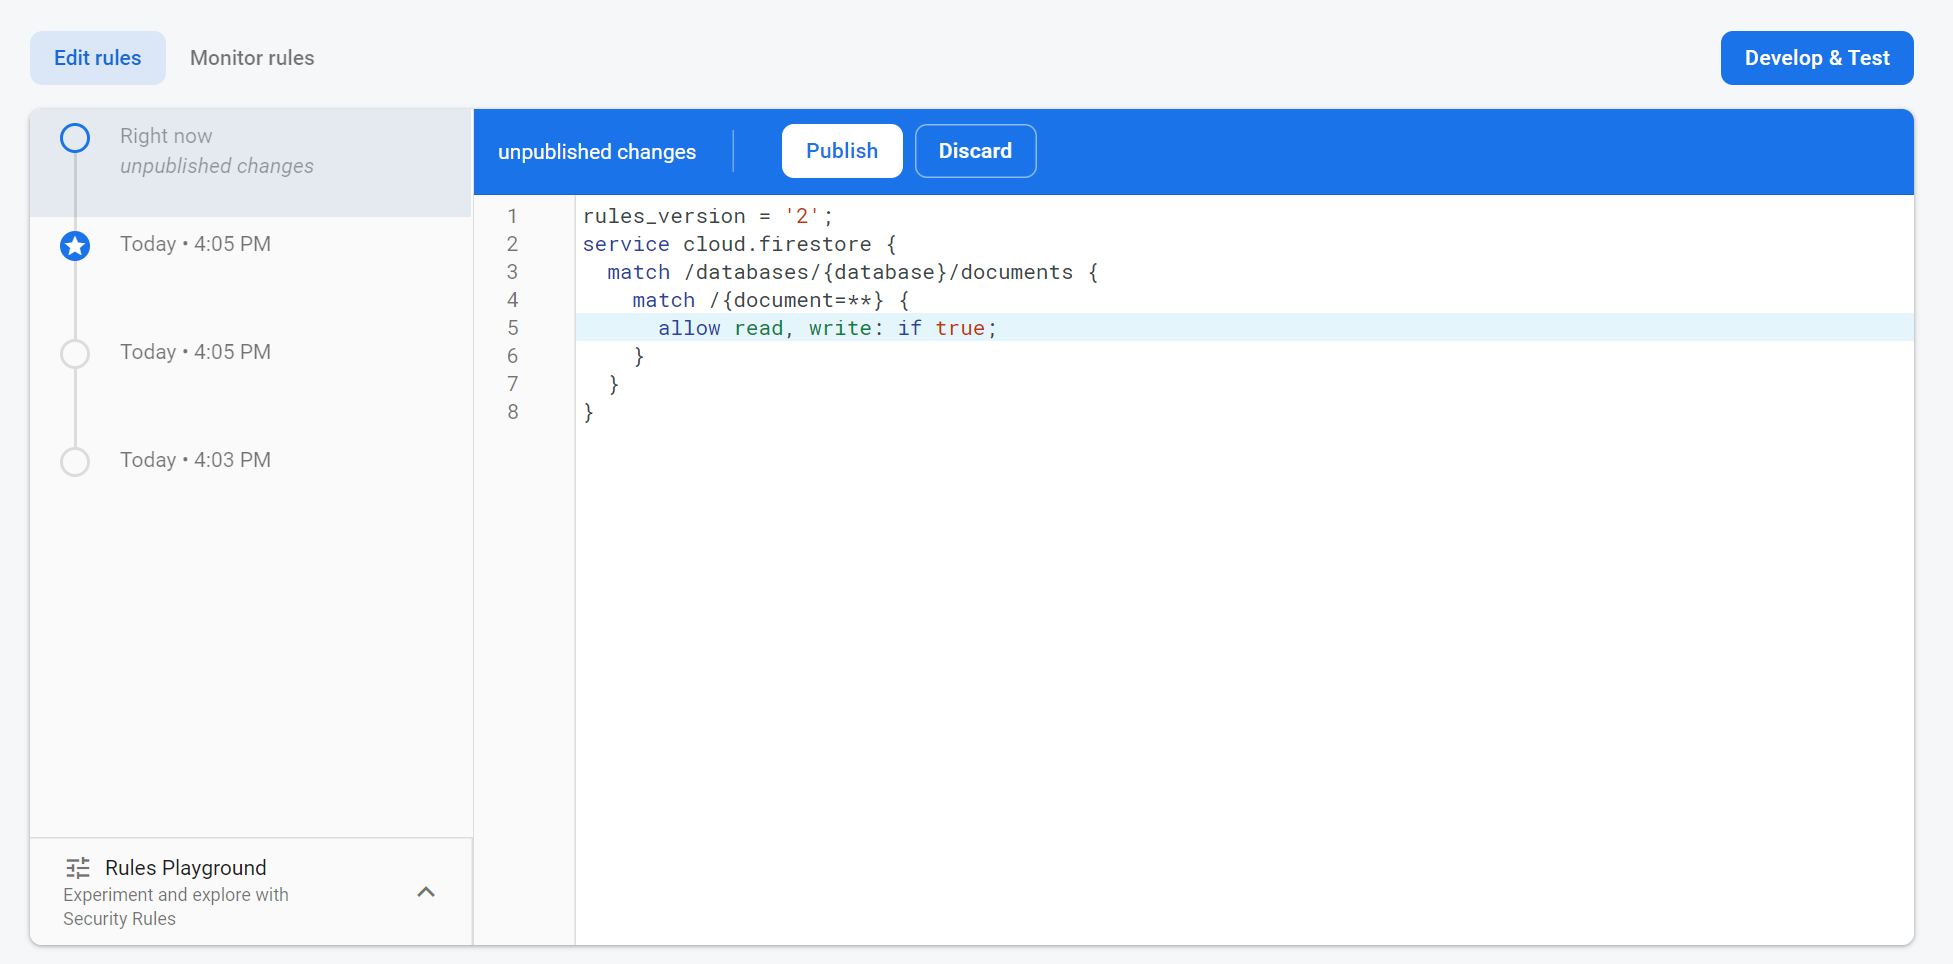 Edit rules
Monitor rules
Develop & Test
Right now
unpublished changes
Today • 4:05 PM
Today • 4:05 PM
Today • 4:03 PM
Rules Playground
Experiment and explore with
Security Rules
unpublished changes
Publish
Discard
1 rules_version = '2';
2 service cloud.firestore {
3   match /databases/{database}/documents {
4     match /{document=**} {
5       allow read, write: if true;
6     }
7   }
8 }